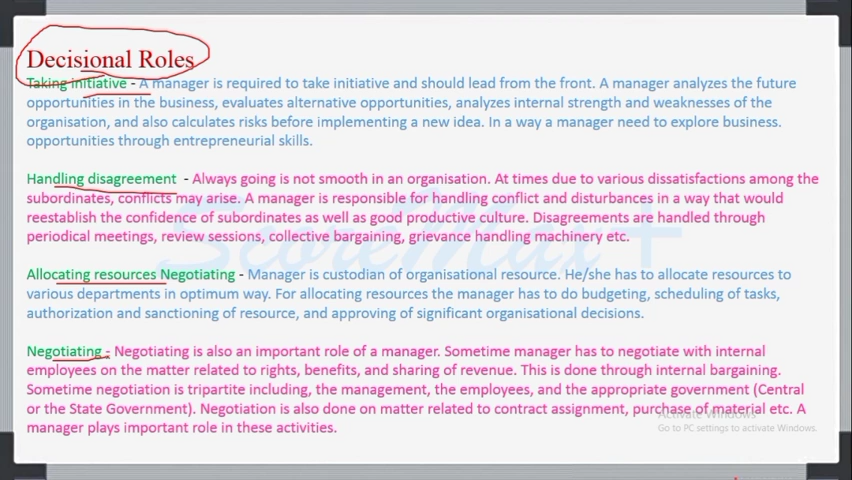 Decisional Roles
Taking initiative - A manager is required to take initiative and should lead from the front. A manager analyzes the future
opportunities in the business, evaluates alternative opportunities, analyzes internal strength and weaknesses of the
organisation, and also calculates risks before implementing a new idea. In a way a manager need to explore business.
opportunities through entrepreneurial skills.
Handling disagreement - Always going is not smooth in an organisation. At times due to various dissatisfactions among the
subordinates, conflicts may arise. A manager is responsible for handling conflict and disturbances in a way that would
reestablish the confidence of subordinates as well as good productive culture. Disagreements are handled through
periodical meetings, review sessions, collective bargaining, grievance handling machinery etc.
Allocating resources Negotiating - Manager is custodian of organisational resource. He/she has to allocate resources to
various departments in optimum way. For allocating resources the manager has to do budgeting, scheduling of tasks,
authorization and sanctioning of resource, and approving of significant organisational decisions.
Negotiating - Negotiating is also an important role of a manager. Sometime manager has to negotiate with internal
employees on the matter related to rights, benefits, and sharing of revenue. This is done through internal bargaining.
Sometime negotiation is tripartite including, the management, the employees, and the appropriate government (Central
or the State Government). Negotiation is also done on matter related to contract assignment, purchase of material etc. A
manager plays important role in these activities.
ScoreMax+
Activate Windows
Go to PC settings to activate Windows.